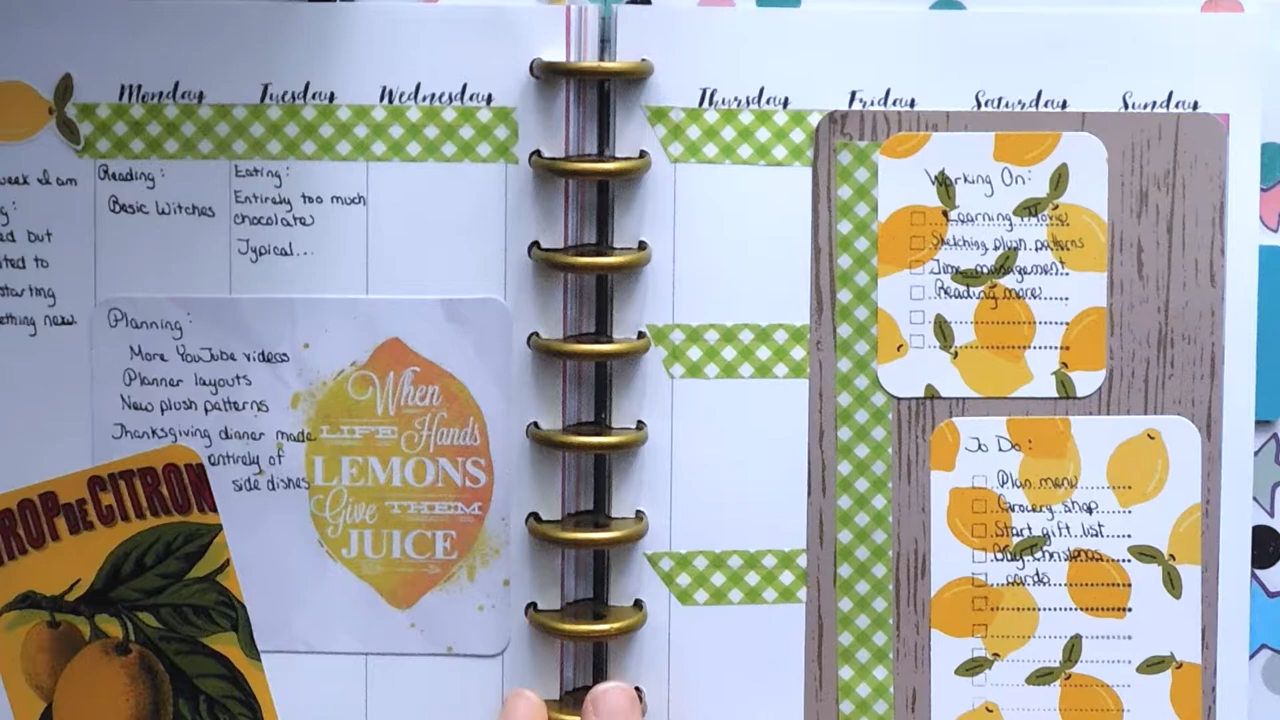 Monday Tuesday Wednesday
Thursday Friday Saturday Sunday
week I am
g:
ed but
ited to
starting
ething new.
Reading:
Basic Witches
Eating:
Entirely too much
chocolate
Typical...
Planning:
More YouTube videos
Planner layouts
New plush patterns
Thanksgiving dinner made
entirely of
side dishes
When
LIFE Hands
LEMONS
Give THEM
JUICE
ROP DE CITRON
Working On:
Learning Movie
Sketching plush patterns
Time management
Reading more
To Do:
Plan menu
Grocery shop
Start gift list
Buy Christmas
cards